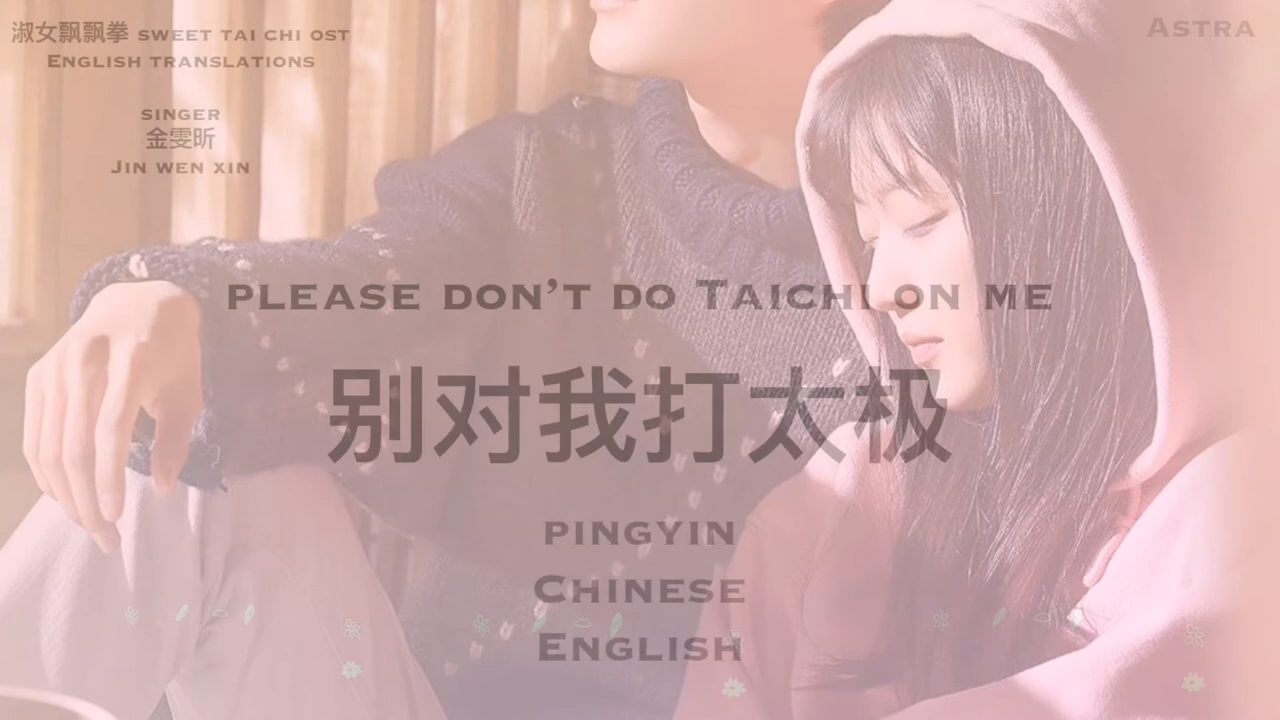 淑女飘飘拳 SWEET TAI CHI OST
ENGLISH TRANSLATIONS
ASTRA
SINGER
金雯昕
JIN WEN XIN
PLEASE DON'T DO TAICHI ON ME
别对我打太极
PINGYIN
CHINESE
ENGLISH